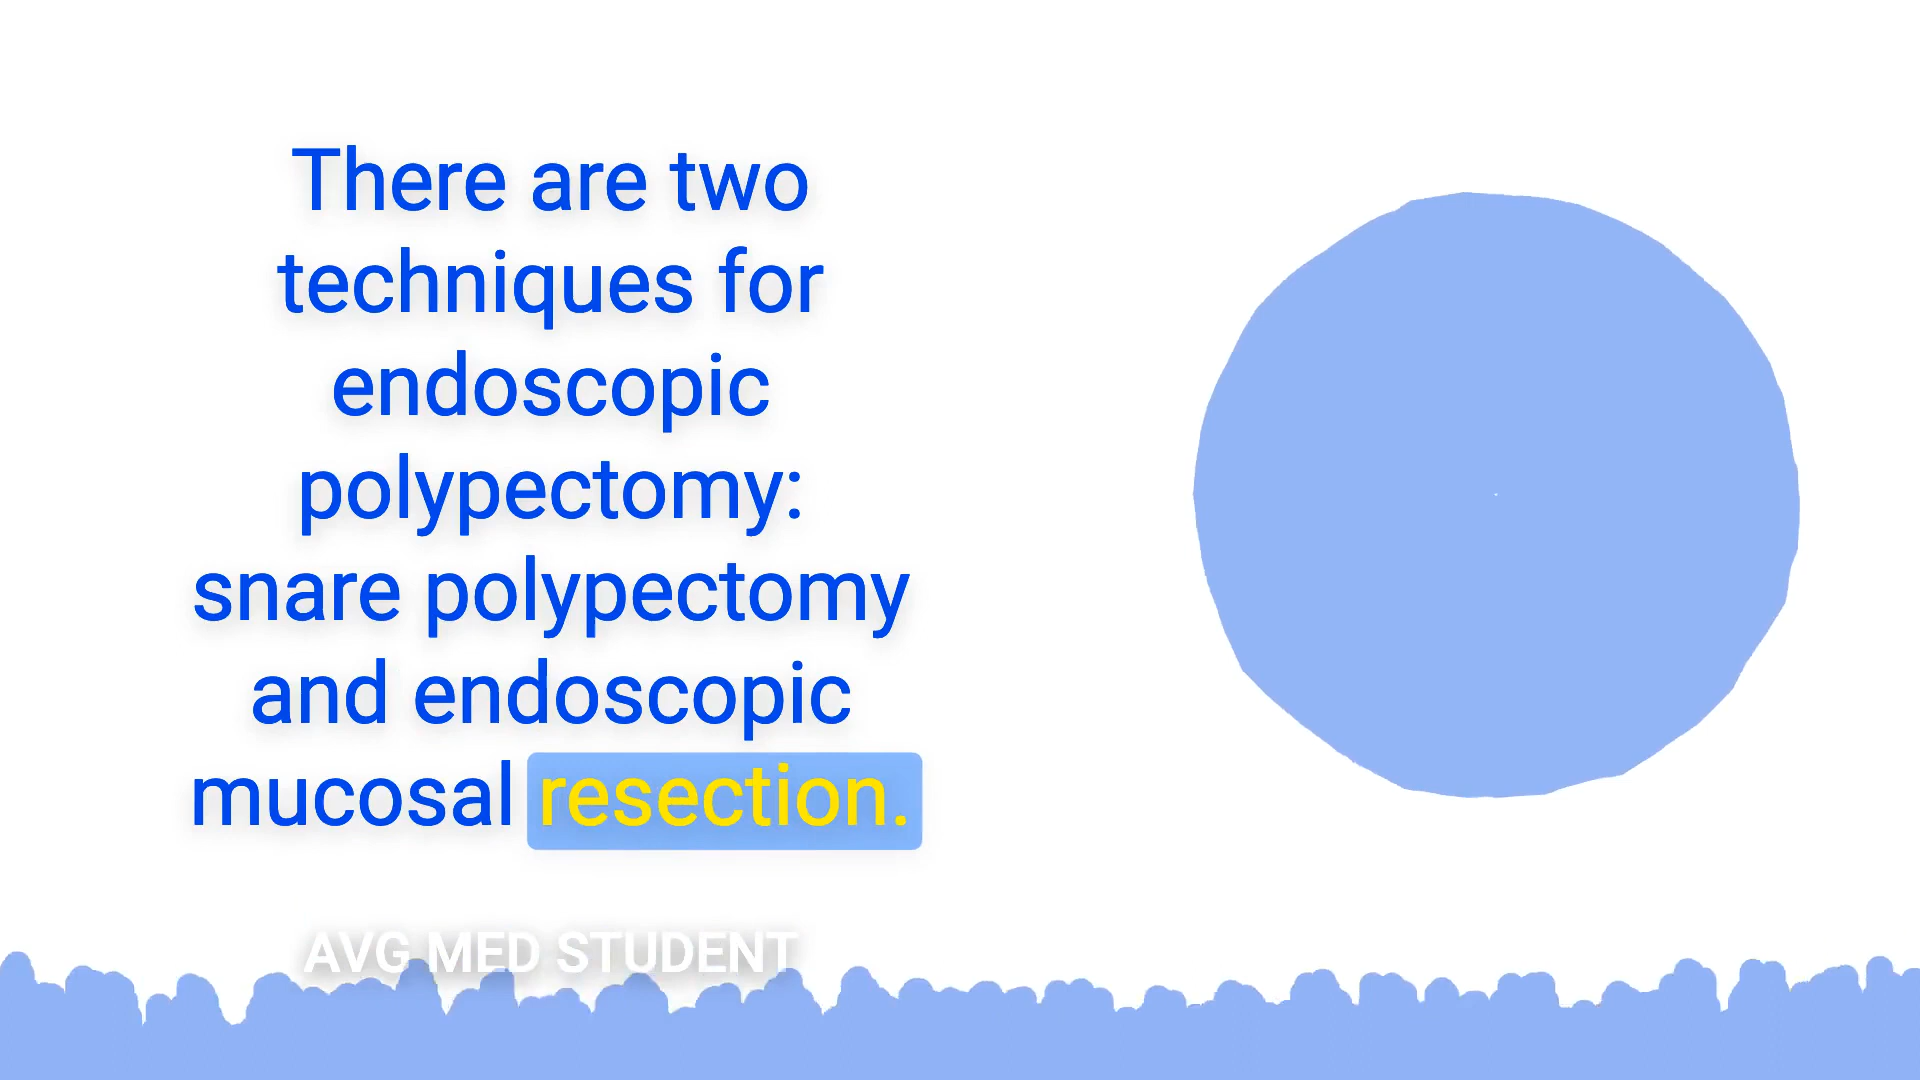 There are two
techniques for
endoscopic
polypectomy:
snare polypectomy
and endoscopic
mucosal resection.
AVG MED STUDENT